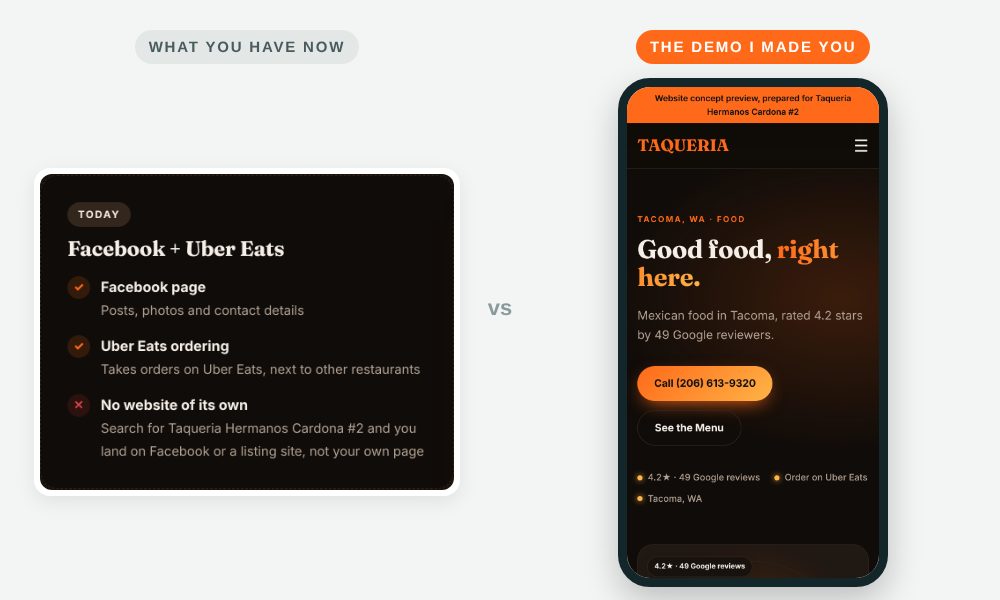 WHAT YOU HAVE NOW
TODAY
Facebook + Uber Eats
Facebook page
Posts, photos and contact details
Uber Eats ordering
Takes orders on Uber Eats, next to other restaurants
No website of its own
Search for Taqueria Hermanos Cardona #2 and you
land on Facebook or a listing site, not your own page
vs
THE DEMO I MADE YOU
Website concept preview, prepared for Taqueria
Hermanos Cardona #2
TAQUERIA
TACOMA, WA · FOOD
Good food, right
here.
Mexican food in Tacoma, rated 4.2 stars
by 49 Google reviewers.
Call (206) 613-9320
See the Menu
4.2★ · 49 Google reviews
Order on Uber Eats
Tacoma, WA
4.2★ · 49 Google reviews